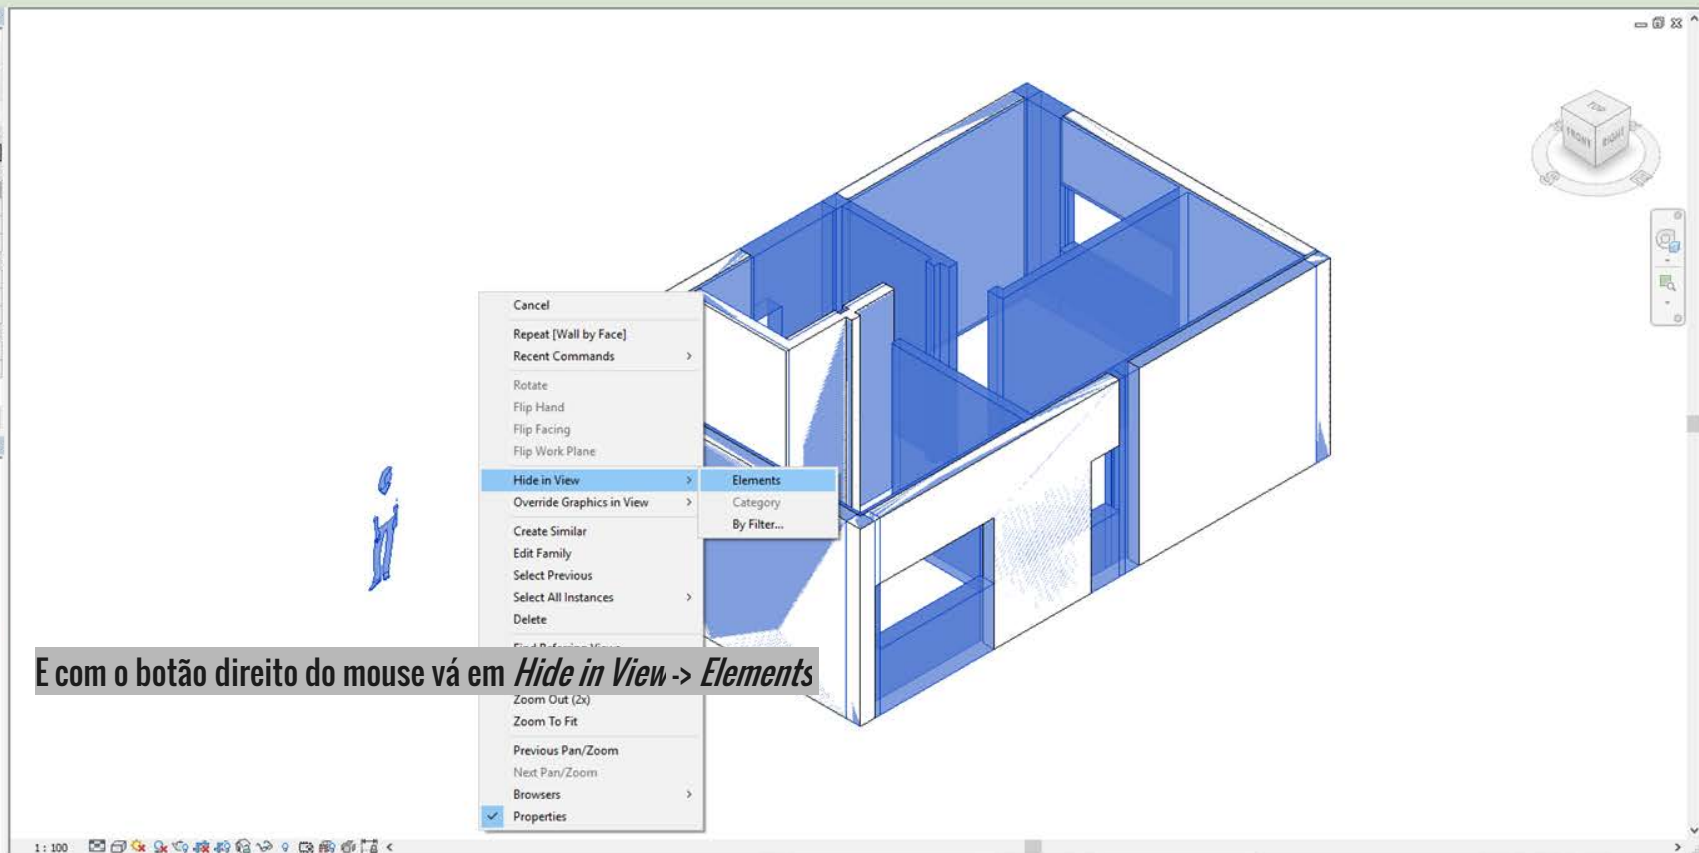 TOP
FRONT
RIGHT
Cancel
Repeat [Wall by Face]
Recent Commands
Rotate
Flip Hand
Flip Facing
Flip Work Plane
Hide in View
Elements
Override Graphics in View
Category
By Filter...
Create Similar
Edit Family
Select Previous
Select All Instances
Delete
E com o botão direito do mouse vá em Hide in View -> Elements
Zoom Out (2x)
Zoom To Fit
Previous Pan/Zoom
Next Pan/Zoom
Browsers
Properties
1 : 100